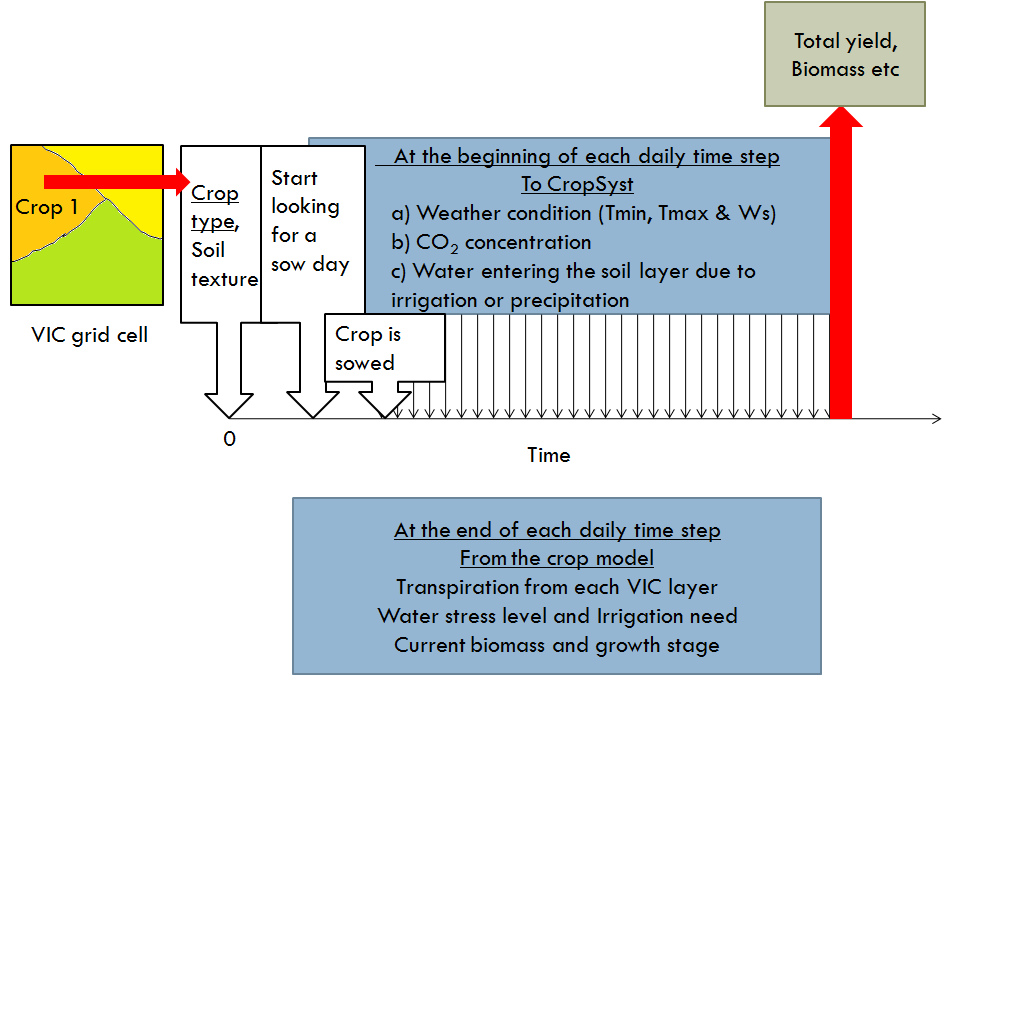 Total yield,
Biomass etc
At the beginning of each daily time step
To CropSyst
a) Weather condition (Tmin, Tmax & Ws)
b) CO₂ concentration
c) Water entering the soil layer due to
irrigation or precipitation
Crop 1
VIC grid cell
Crop
type,
Soil
texture
Start
looking
for a
sow day
Crop is
sowed
0
Time
At the end of each daily time step
From the crop model
Transpiration from each VIC layer
Water stress level and Irrigation need
Current biomass and growth stage